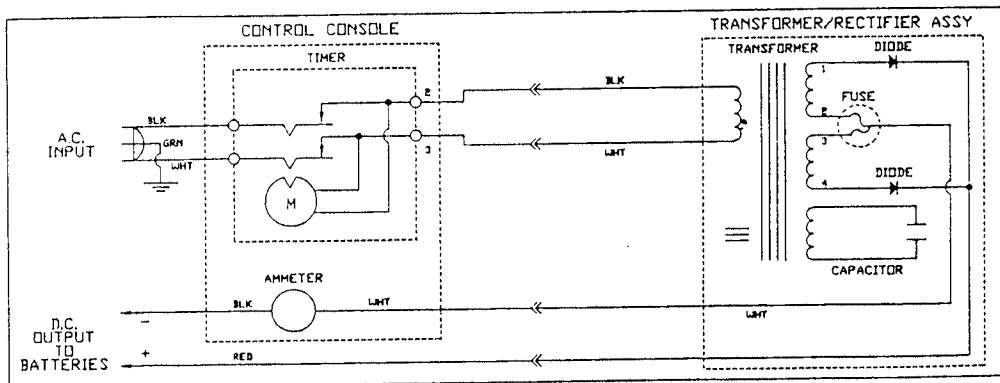 CONTROL CONSOLE
TRANSFORMER/RECTIFIER ASSY
TIMER
TRANSFORMER
DIODE
BLK
2
1
BLK
FUSE
2
A.C.
INPUT
GRN
WHT
3
WHT
3
M
4
DIODE
CAPACITOR
AMMETER
BLK
WHT
WHT
D.C.
OUTPUT
TO
BATTERIES
-
+
RED